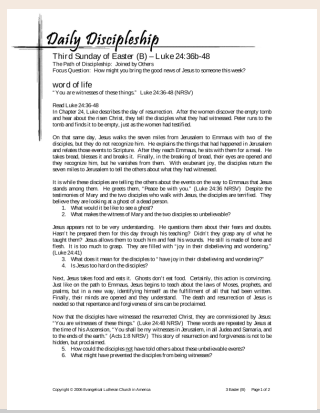 Daily Discipleship
Third Sunday of Easter (B) – Luke 24:36b-48
The Path of Discipleship: Joined by Others
Focus Question: How might you bring the good news of Jesus to someone this week?
word of life
"You are witnesses of these things." Luke 24:36-48 (NRSV)
Read Luke 24:36-48
In Chapter 24, Luke describes the day of resurrection. After the women discover the empty tomb
and hear about the risen Christ, they tell the disciples what they had witnessed. Peter runs to the
tomb and finds it to be empty, just as the women had testified.
On that same day, Jesus walks the seven miles from Jerusalem to Emmaus with two of the
disciples, but they do not recognize him. He explains the things that had happened in Jerusalem
and relates those events to Scripture. After they reach Emmaus, he sits with them for a meal. He
takes bread, blesses it and breaks it. Finally, in the breaking of bread, their eyes are opened and
they recognize him, but he vanishes from them. With exuberant joy, the disciples return the
seven miles to Jerusalem to tell the others about what they had witnessed.
It is while these disciples are telling the others about the events on the way to Emmaus that Jesus
stands among them. He greets them, "Peace be with you." (Luke 24:36 NRSV) Despite the
testimonies of Mary and the two disciples who walk with Jesus, the disciples are terrified. They
believe they are looking at a ghost of a dead person.
1. What would it be like to see a ghost?
2. What makes the witness of Mary and the two disciples so unbelievable?
Jesus appears not to be very understanding. He questions them about their fears and doubts.
Hasn't he prepared them for this day through his teaching? Didn't they grasp any of what he
taught them? Jesus allows them to touch him and feel his wounds. He still is made of bone and
flesh. It is too much to grasp. They are filled with "joy in their disbelieving and wondering."
(Luke 24:41)
3. What does it mean for the disciples to "have joy in their disbelieving and wondering?"
4. Is Jesus too hard on the disciples?
Next, Jesus takes food and eats it. Ghosts don't eat food. Certainly, this action is convincing.
Just like on the path to Emmaus, Jesus begins to teach about the laws of Moses, prophets, and
psalms, but in a new way, identifying himself as the fulfillment of all that had been written.
Finally, their minds are opened and they understand. The death and resurrection of Jesus is
needed so that repentance and forgiveness of sins can be proclaimed.
Now that the disciples have witnessed the resurrected Christ, they are commissioned by Jesus:
"You are witnesses of these things." (Luke 24:48 NRSV) These words are repeated by Jesus at
the time of his Ascension, "You shall be my witnesses in Jerusalem, in all Judea and Samaria, and
to the ends of the earth." (Acts 1:8 NRSV) This story of resurrection and forgiveness is not to be
hidden, but proclaimed.
5. How could the disciples not have told others about these unbelievable events?
6. What might have prevented the disciples from being witnesses?
Copyright © 2006 Evangelical Lutheran Church in America 3 Easter (B) Page 1 of 2